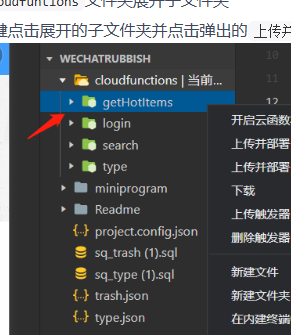 文件夹展开子文件夹
键点击展开的子文件夹并点击弹出的 上传并
WECHATRUBBISH
cloudfunctions | 当前...
getHotItems
login
search
type
miniprogram
Readme
project.config.json
sq_trash (1).sql
sq_type (1).sql
trash.json
type.json
10
11
12
开启云函数
上传并部署
上传并部署
下载
上传触发器
删除触发器
新建文件
新建文件夹
在内建终端